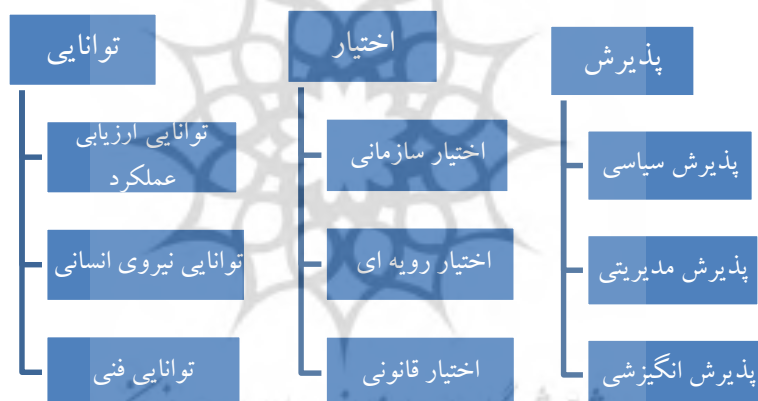 پذیرش
پذیرش سیاسی
پذیرش مدیریتی
پذیرش انگیزشی
اختیار
اختیار سازمانی
اختیار رویه ای
اختیار قانونی
توانایی
توانایی ارزیابی
عملکرد
توانایی نیروی انسانی
توانایی فنی